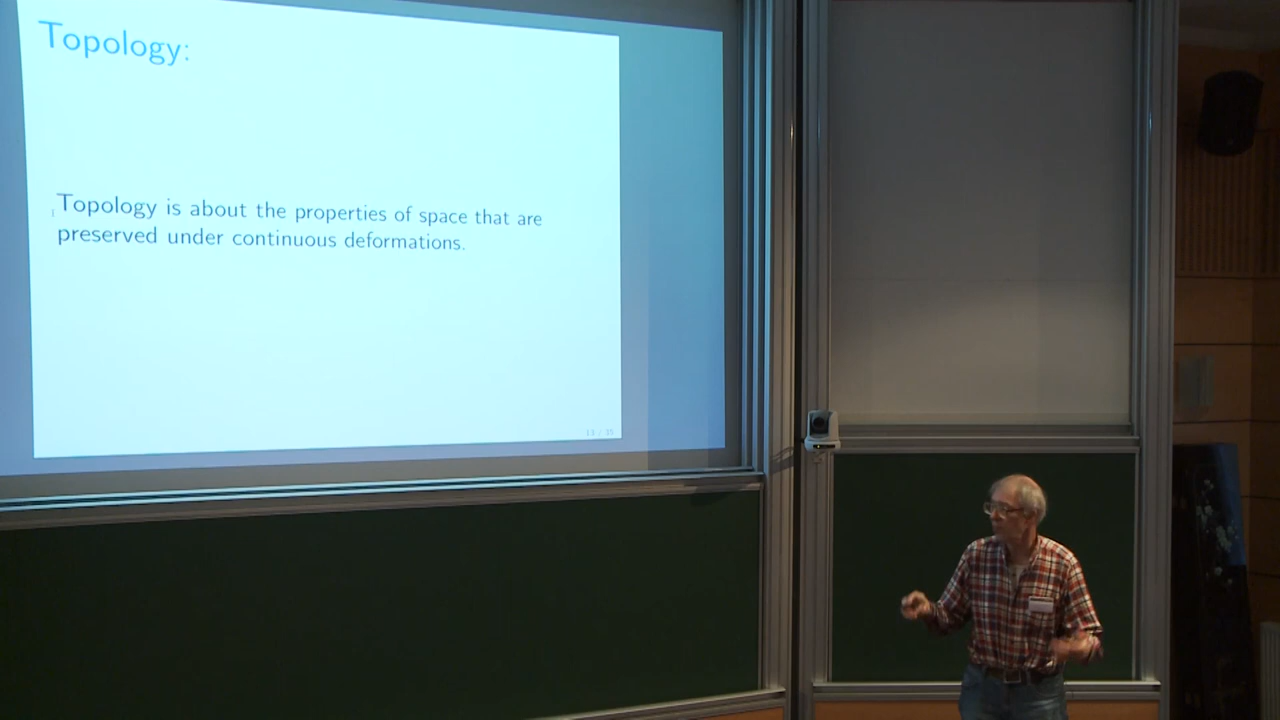 Topology:
Topology is about the properties of space that are
preserved under continuous deformations.